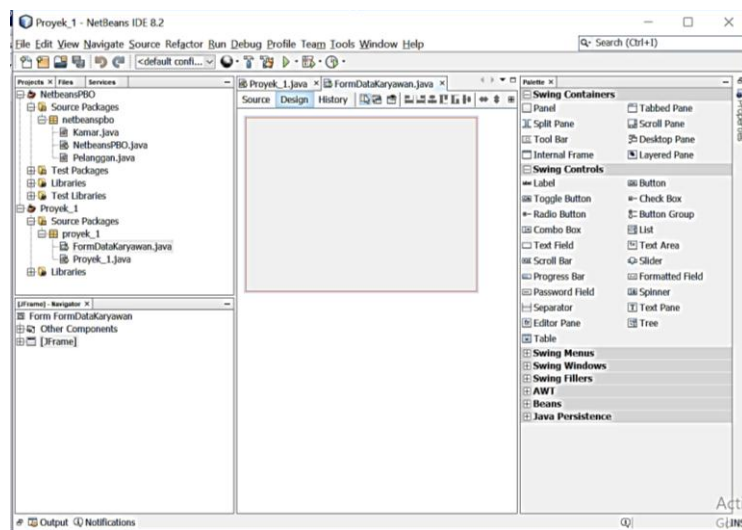 Proyek_1 - NetBeans IDE 8.2
File Edit View Navigate Source Refactor Run Debug Profile Team Tools Window Help
Search (Ctrl+I)
<default confi...
Projects Files Services
NetbeansPBO
Source Packages
netbeanspbo
Kamar.java
NetbeansPBO.java
Pelanggan.java
Test Packages
Libraries
Test Libraries
Proyek_1
Source Packages
proyek_1
FormDataKaryawan.java
Proyek_1.java
Libraries
[JFrame] - Navigator
Form FormDataKaryawan
Other Components
[JFrame]
Proyek_1.java FormDataKaryawan.java
Source Design History
Palette
Swing Containers
Panel Tabbed Pane
Split Pane Scroll Pane
Tool Bar Desktop Pane
Internal Frame Layered Pane
Swing Controls
Label Button
Toggle Button Check Box
Radio Button Button Group
Combo Box List
Text Field Text Area
Scroll Bar Slider
Progress Bar Formatted Field
Password Field Spinner
Separator Text Pane
Editor Pane Tree
Table
Swing Menus
Swing Windows
Swing Fillers
AWT
Beans
Java Persistence
Properties
Output Notifications
Acti
INS